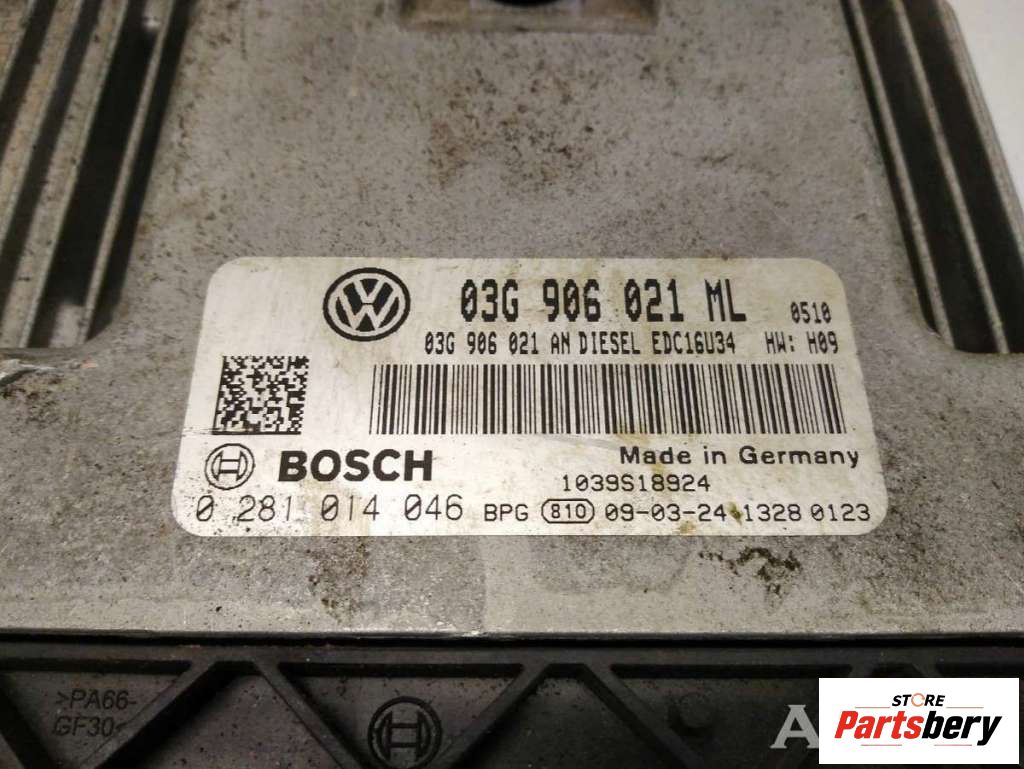 03G 906 021 ML 0510
03G 906 021 AN DIESEL EDC16U34 HW: H09
BOSCH
Made in Germany
1039S18924
0 281 014 046 BPG 810 09-03-24 1328 0123
>PA66-
GF30<
A
STORE
Partsbery